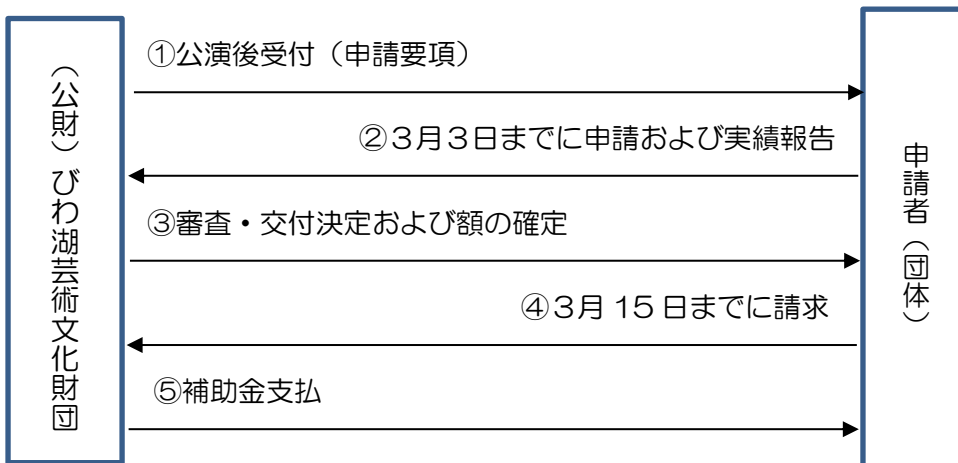 （公財）びわ湖芸術文化財団
①公演後受付（申請要項）
②３月３日までに申請および実績報告
③審査・交付決定および額の確定
④３月 15 日までに請求
⑤補助金支払
申請者（団体）